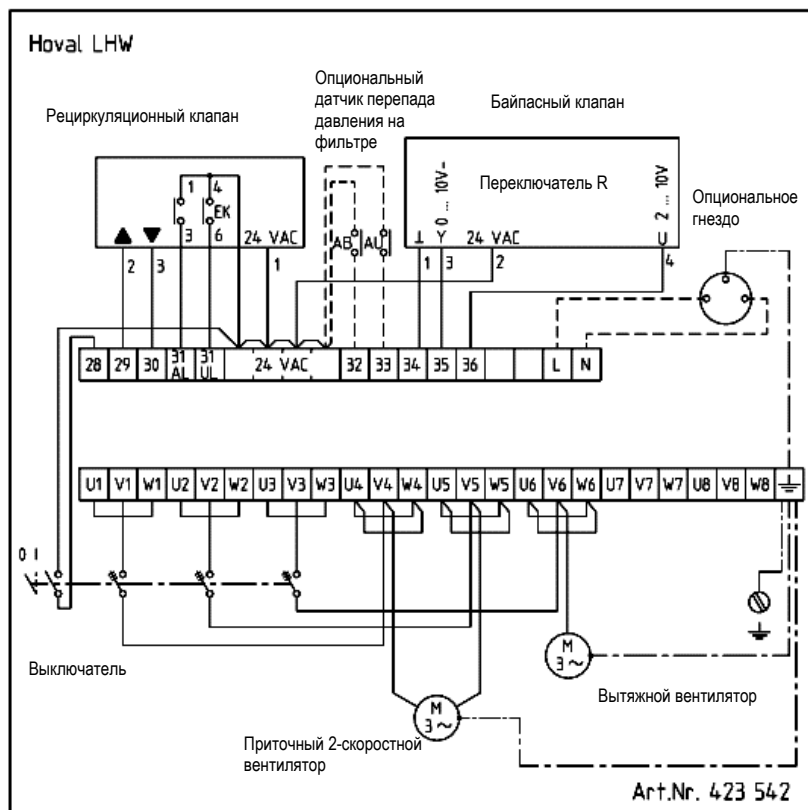 Hoval LHW
Опциональный
датчик перепада
давления на
фильтре
Байпасный клапан
Рециркуляционный клапан
Переключатель R
Опциональное
гнездо
1 4
EK
3 6 24 VAC
2 3 1
AB AU
⊥ Y 0 ... 10V- 24 VAC U 2 ... 10V
1 3 2 4
28 29 30 31 AL 31 UL 24 VAC 32 33 34 35 36 L N
U1 V1 W1 U2 V2 W2 U3 V3 W3 U4 V4 W4 U5 V5 W5 U6 V6 W6 U7 V7 W7 U8 V8 W8
0 I
Выключатель
M
3 ~
Вытяжной вентилятор
M
3 ~
Приточный 2-скоростной
вентилятор
Art.Nr. 423 542